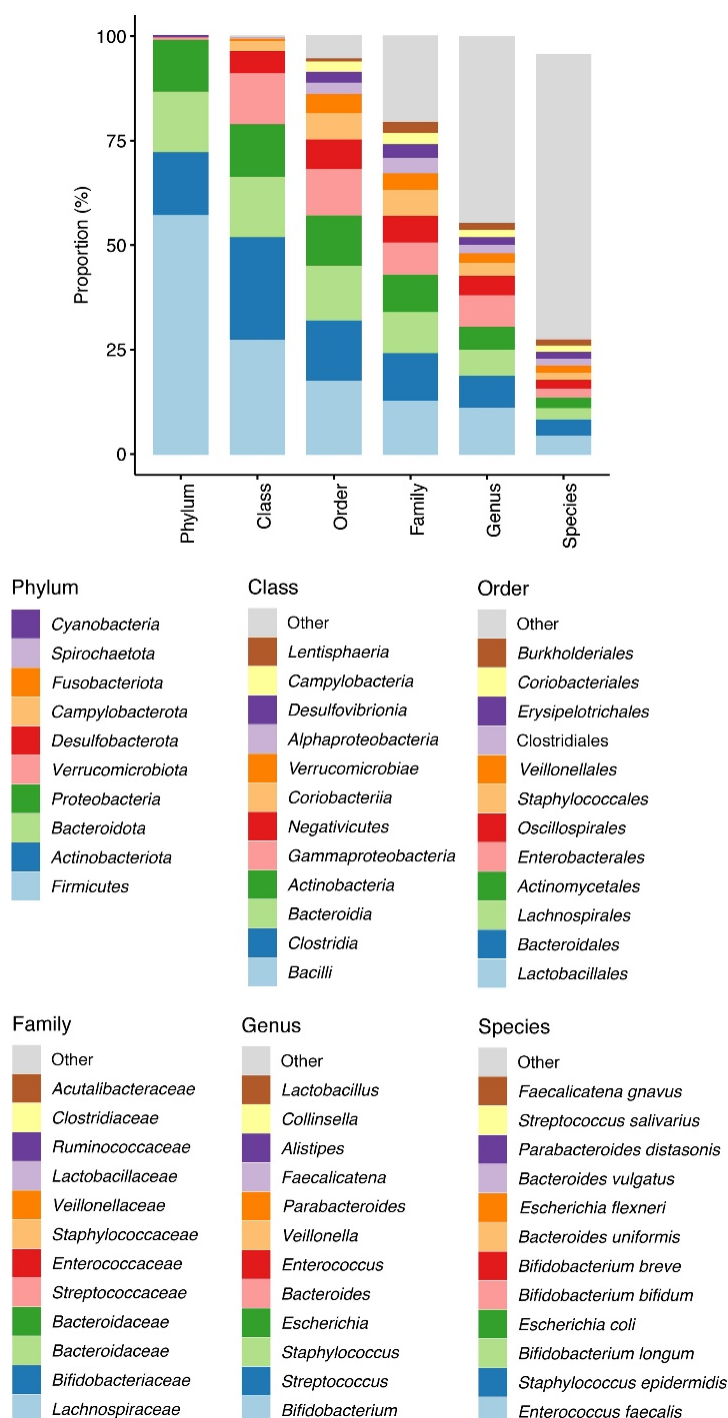 100
75
50
25
0
Proportion (%)
Phylum
Class
Order
Family
Genus
Species
Phylum
Cyanobacteria
Spirochaetota
Fusobacteriota
Campylobacterota
Desulfobacterota
Verrucomicrobiota
Proteobacteria
Bacteroidota
Actinobacteriota
Firmicutes
Class
Other
Lentisphaeria
Campylobacteria
Desulfovibrionia
Alphaproteobacteria
Verrucomicrobiae
Coriobacteriia
Negativicutes
Gammaproteobacteria
Actinobacteria
Bacteroidia
Clostridia
Bacilli
Order
Other
Burkholderiales
Coriobacteriales
Erysipelotrichales
Clostridiales
Veillonellales
Staphylococcales
Oscillospirales
Enterobacterales
Actinomycetales
Lachnospirales
Bacteroidales
Lactobacillales
Family
Other
Acutalibacteraceae
Clostridiaceae
Ruminococcaceae
Lactobacillaceae
Veillonellaceae
Staphylococcaceae
Enterococcaceae
Streptococcaceae
Bacteroidaceae
Bacteroidaceae
Bifidobacteriaceae
Lachnospiraceae
Genus
Other
Lactobacillus
Collinsella
Alistipes
Faecalicatena
Parabacteroides
Veillonella
Enterococcus
Bacteroides
Escherichia
Staphylococcus
Streptococcus
Bifidobacterium
Species
Other
Faecalicatena gnavus
Streptococcus salivarius
Parabacteroides distasonis
Bacteroides vulgatus
Escherichia flexneri
Bacteroides uniformis
Bifidobacterium breve
Bifidobacterium bifidum
Escherichia coli
Bifidobacterium longum
Staphylococcus epidermidis
Enterococcus faecalis